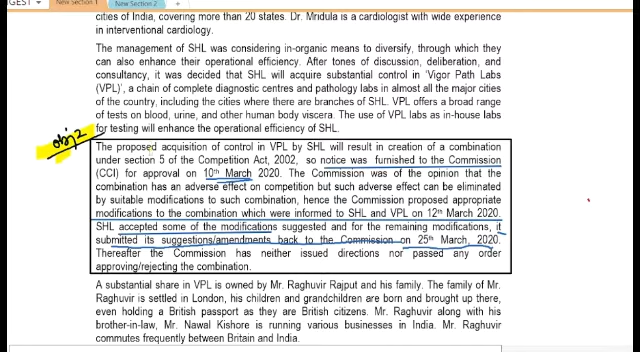 GEST
New Section 1
New Section 2
cities of India, covering more than 20 states. Dr. Mridula is a cardiologist with wide experience
in interventional cardiology.
The management of SHL was considering in-organic means to diversify, through which they
can also enhance their operational efficiency. After tones of discussion, deliberation, and
consultancy, it was decided that SHL will acquire substantial control in 'Vigor Path Labs
(VPL)', a chain of complete diagnostic centres and pathology labs in almost all the major cities
of the country, including the cities where there are branches of SHL. VPL offers a broad range
of tests on blood, urine, and other human body viscera. The use of VPL labs as in-house labs
for testing will enhance the operational efficiency of SHL.
obj2
The proposed acquisition of control in VPL by SHL will result in creation of a combination
under section 5 of the Competition Act, 2002, so notice was furnished to the Commission
(CCI) for approval on 10th March 2020. The Commission was of the opinion that the
combination has an adverse effect on competition but such adverse effect can be eliminated
by suitable modifications to such combination, hence the Commission proposed appropriate
modifications to the combination which were informed to SHL and VPL on 12th March 2020.
SHL accepted some of the modifications suggested and for the remaining modifications, it
submitted its suggestions/amendments back to the Commission on 25th March, 2020.
Thereafter the Commission has neither issued directions nor passed any order
approving/rejecting the combination.
A substantial share in VPL is owned by Mr. Raghuvir Rajput and his family. The family of Mr.
Raghuvir is settled in London, his children and grandchildren are born and brought up there,
even holding a British passport as they are British citizens. Mr. Raghuvir along with his
brother-in-law, Mr. Nawal Kishore is running various businesses in India. Mr. Raghuvir
commutes frequently between Britain and India.